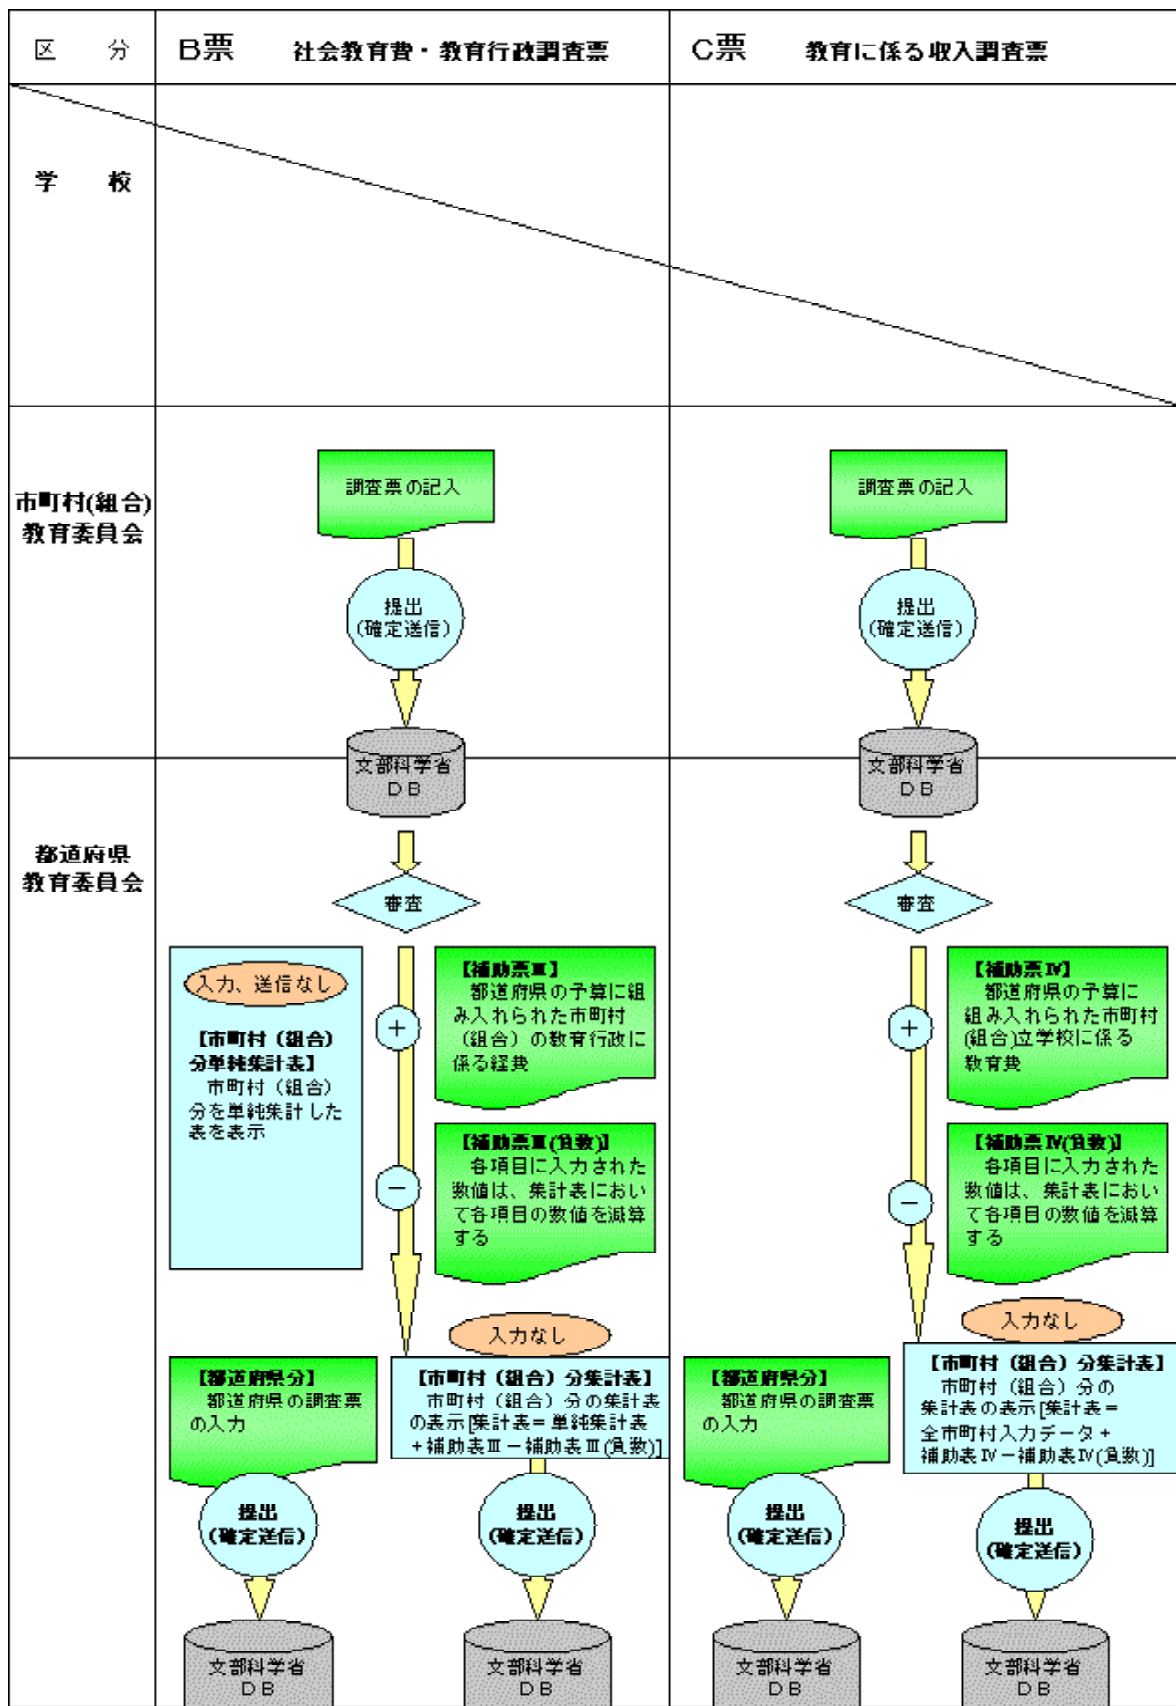 区　分
B票　社会教育費・教育行政調査票
C票　教育に係る収入調査票
学　校
市町村(組合)
教育委員会
調査票の記入
提出
(確定送信)
文部科学省
DB
調査票の記入
提出
(確定送信)
文部科学省
DB
都道府県
教育委員会
審査
入力、送信なし
【市町村（組合）
分単純集計表】
市町村（組合）
分を単純集計した
表を表示
＋
【補助票Ⅲ】
都道府県の予算に組
み入れられた市町村
（組合）の教育行政に
係る経費
－
【補助票Ⅲ(負数)】
各項目に入力された
数値は、集計表におい
て各項目の数値を減算
する
入力なし
【都道府県分】
都道府県の調査票
の入力
【市町村（組合）分集計表】
市町村（組合）分の集計表
の表示[集計表＝単純集計表
＋補助表Ⅲ－補助表Ⅲ(負数)]
提出
(確定送信)
提出
(確定送信)
文部科学省
DB
文部科学省
DB
審査
＋
【補助票Ⅳ】
都道府県の予算に
組み入れられた市町村
(組合)立学校に係る
教育費
－
【補助票Ⅳ(負数)】
各項目に入力された
数値は、集計表におい
て各項目の数値を減算
する
入力なし
【都道府県分】
都道府県の調査票
の入力
【市町村（組合）分集計表】
市町村（組合）分の
集計表の表示[集計表＝
全市町村入力データ＋
補助表Ⅳ－補助表Ⅳ(負数)]
提出
(確定送信)
提出
(確定送信)
文部科学省
DB
文部科学省
DB